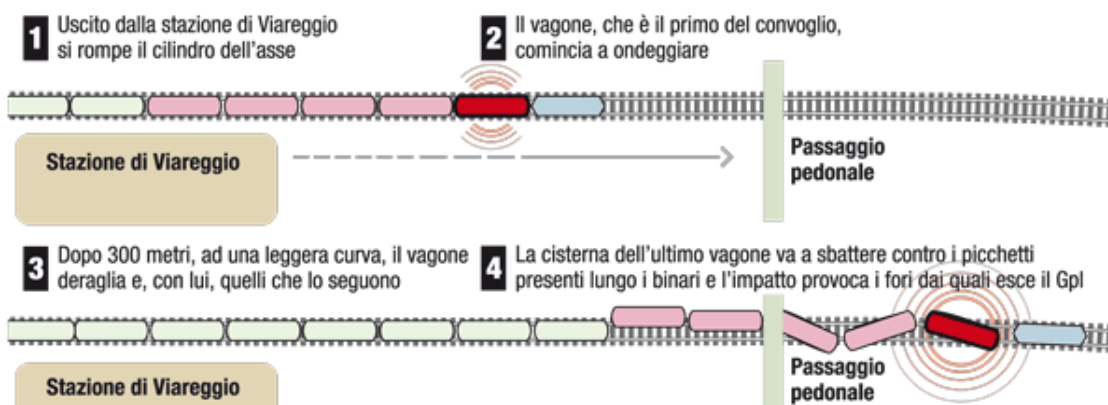 1 Uscito dalla stazione di Viareggio
si rompe il cilindro dell'asse
2 Il vagone, che è il primo del convoglio,
comincia a ondeggiare
Stazione di Viareggio
Passaggio
pedonale
3 Dopo 300 metri, ad una leggera curva, il vagone
deraglia e, con lui, quelli che lo seguono
4 La cisterna dell'ultimo vagone va a sbattere contro i picchetti
presenti lungo i binari e l'impatto provoca i fori dai quali esce il Gpl
Stazione di Viareggio
Passaggio
pedonale